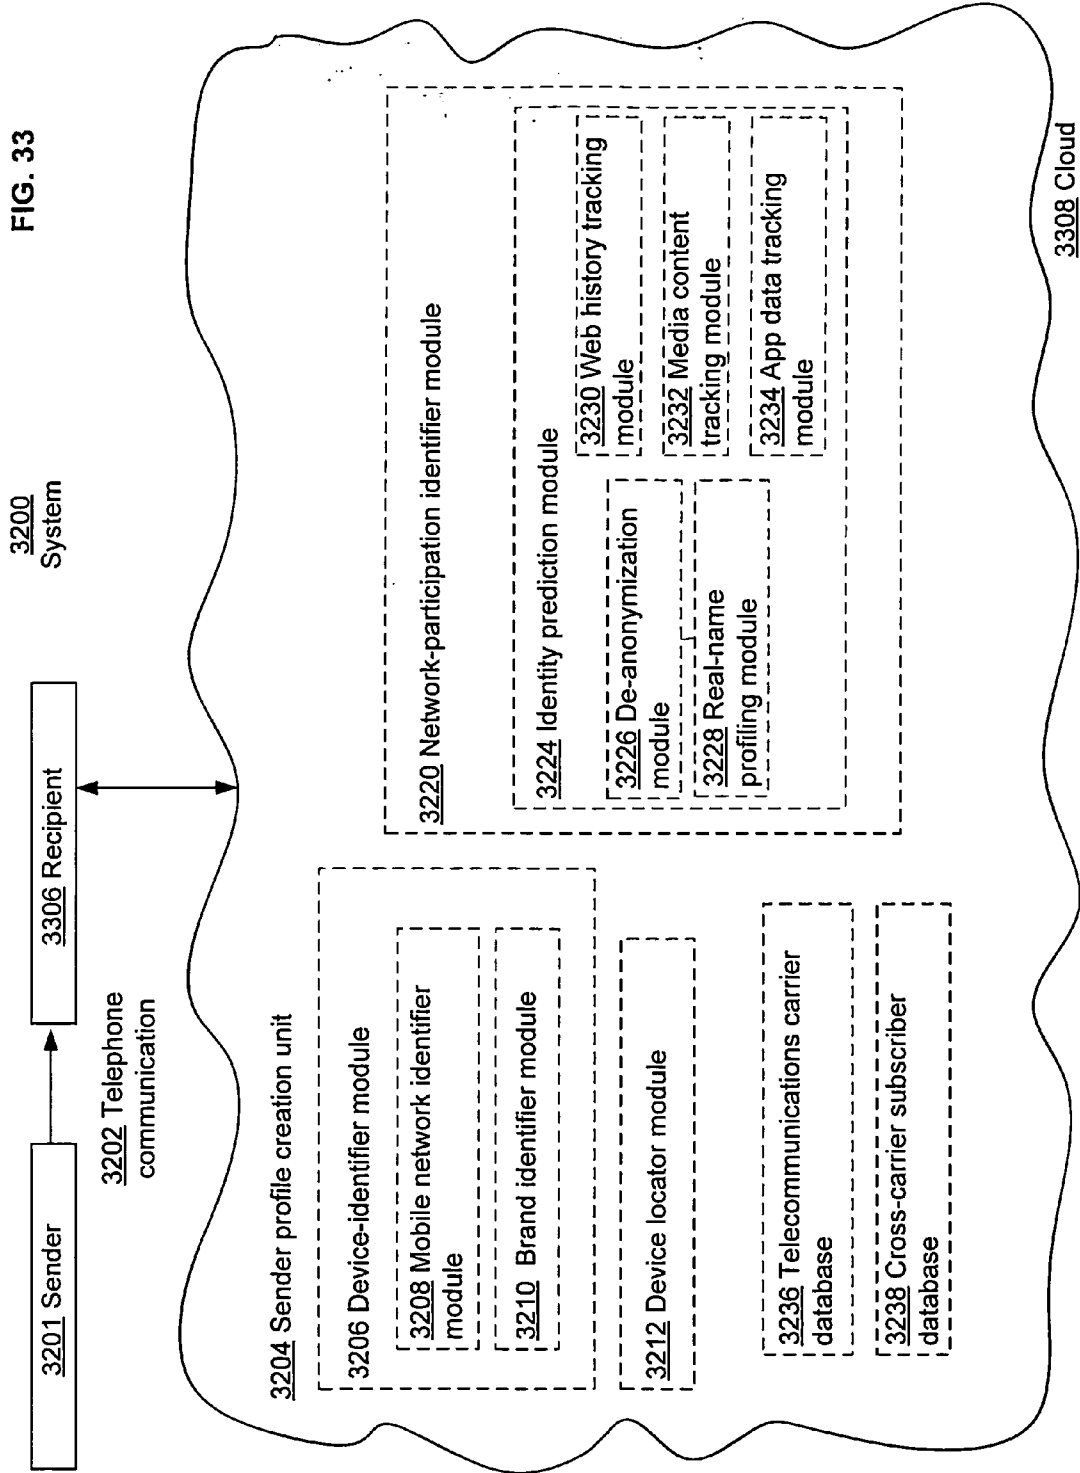 FIG. 33
3200
System
3201 Sender
3306 Recipient
3202 Telephone
communication
3204 Sender profile creation unit
3206 Device-identifier module
3208 Mobile network identifier
module
3210 Brand identifier module
3212 Device locator module
3236 Telecommunications carrier
database
3238 Cross-carrier subscriber
database
3220 Network-participation identifier module
3224 Identity prediction module
3226 De-anonymization
module
3228 Real-name
profiling module
3230 Web history tracking
module
3232 Media content
tracking module
3234 App data tracking
module
3308 Cloud